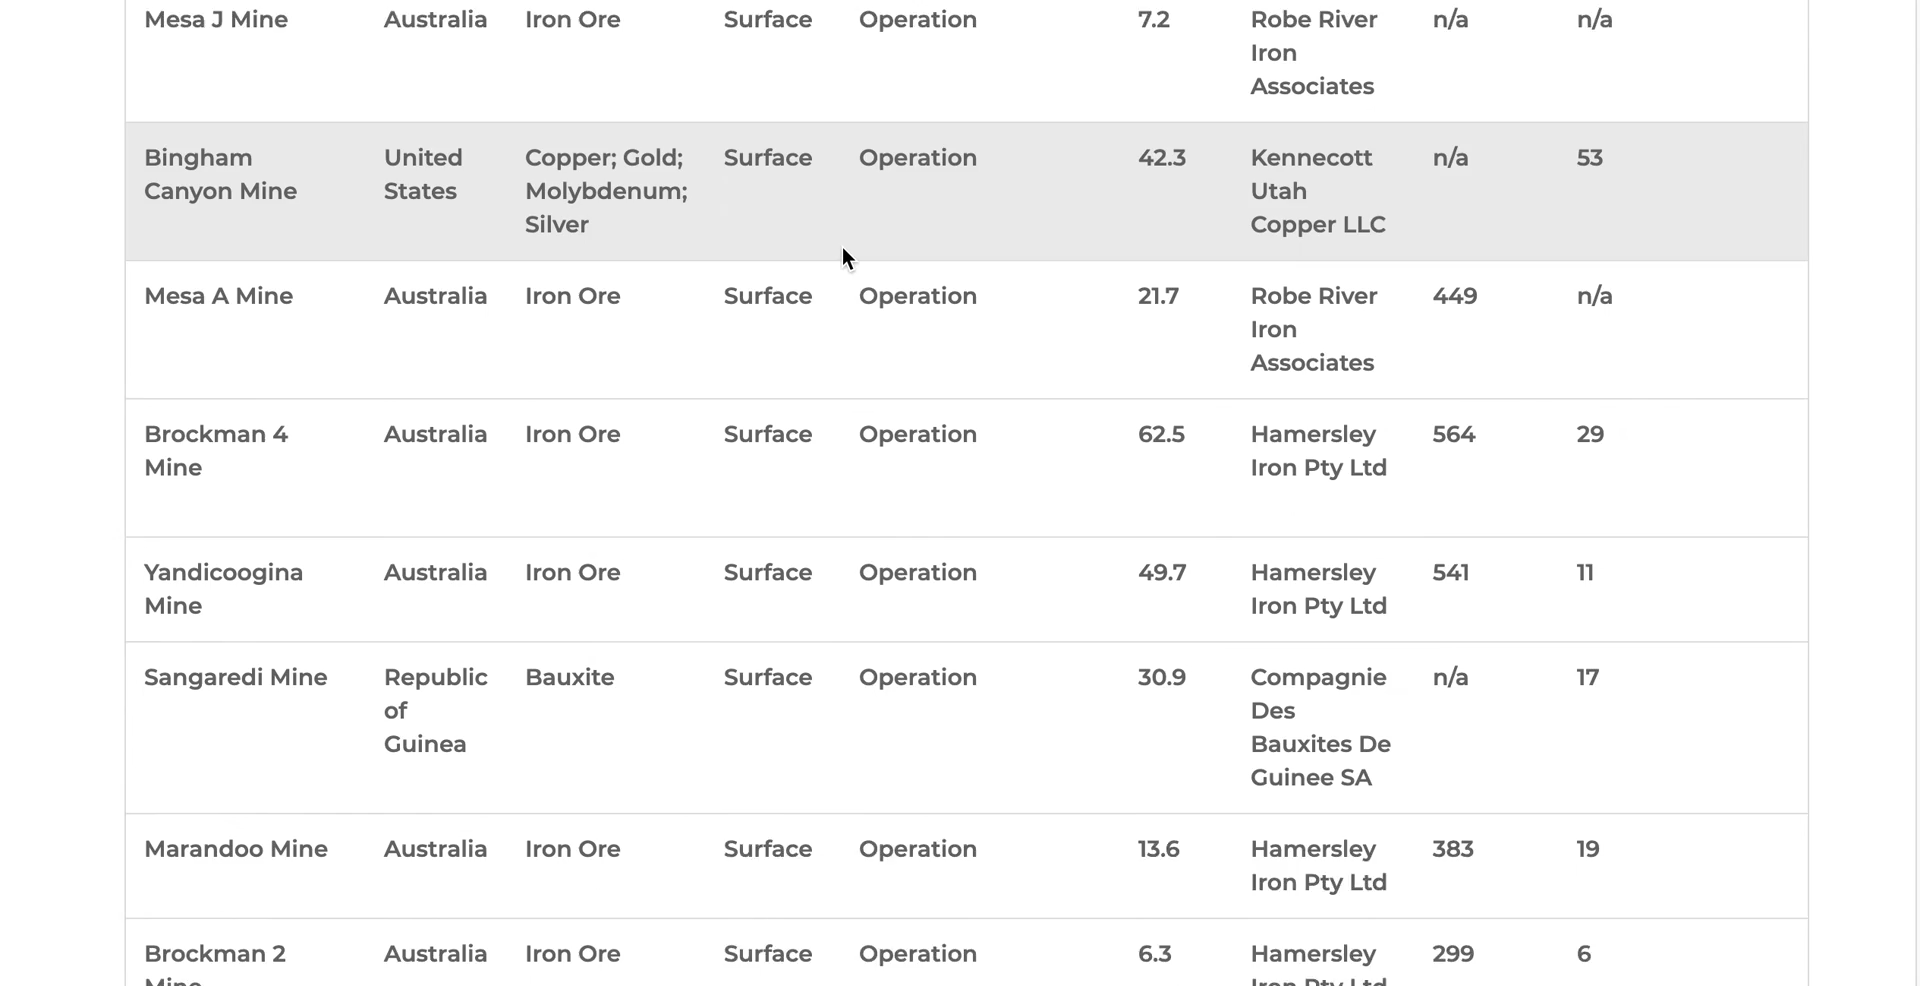 Mesa J Mine Australia Iron Ore Surface Operation 7.2 Robe River n/a n/a
Iron
Associates
Bingham United Copper; Gold; Surface Operation 42.3 Kennecott n/a 53
Canyon Mine States Molybdenum; Utah
Silver Copper LLC
Mesa A Mine Australia Iron Ore Surface Operation 21.7 Robe River 449 n/a
Iron
Associates
Brockman 4 Australia Iron Ore Surface Operation 62.5 Hamersley 564 29
Mine Iron Pty Ltd
Yandicoogina Australia Iron Ore Surface Operation 49.7 Hamersley 541 11
Mine Iron Pty Ltd
Sangaredi Mine Republic Bauxite Surface Operation 30.9 Compagnie n/a 17
of Des
Guinea Bauxites De
Guinee SA
Marandoo Mine Australia Iron Ore Surface Operation 13.6 Hamersley 383 19
Iron Pty Ltd
Brockman 2 Australia Iron Ore Surface Operation 6.3 Hamersley 299 6
Mine Iron Pty Ltd